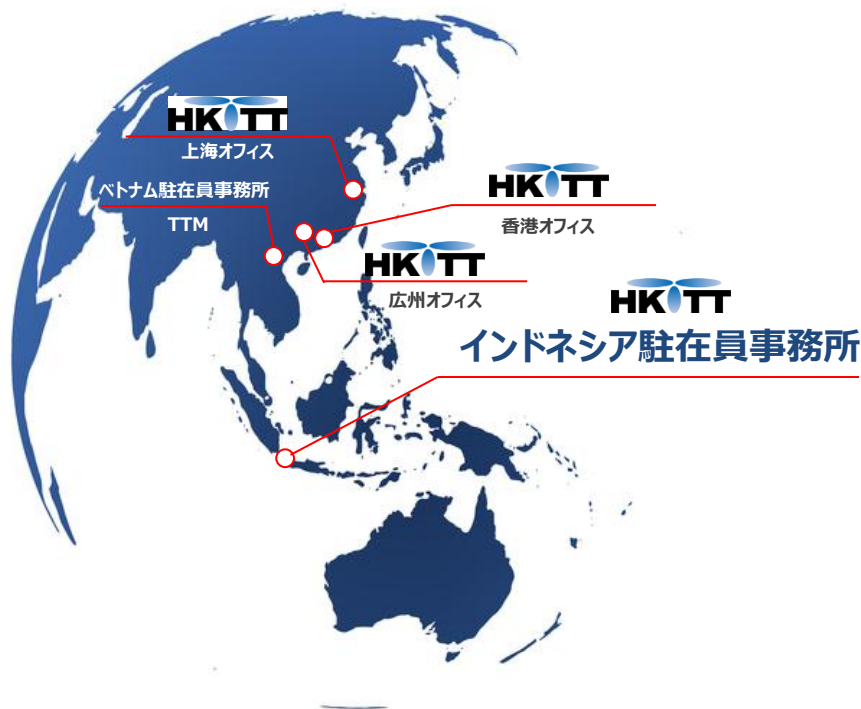 HKTT
上海オフィス
ベトナム駐在員事務所
TTM
HKTT
香港オフィス
HKTT
広州オフィス
HKTT
インドネシア駐在員事務所